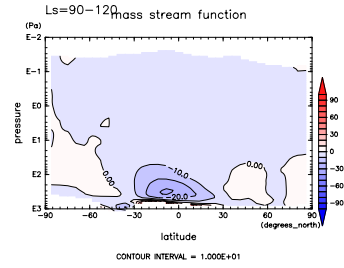 Ls=90-120
mass stream function
(Pa)
E-2
E-1
E0
E1
E2
E3
pressure
0.00
-10.0
-20.0
0.00
-90
-60
-30
0
30
60
90
(degrees_north)
latitude
90
60
30
0
-30
-60
-90
CONTOUR INTERVAL = 1.000E+01